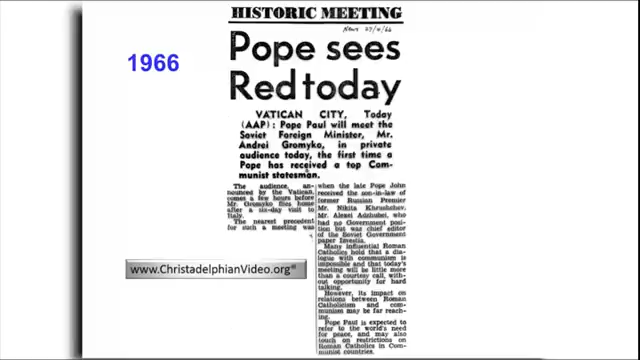 HISTORIC MEETING
News 27/4/66
1966
Pope sees
Red today
VATICAN CITY, Today
(AAP): Pope Paul will meet the
Soviet Foreign Minister, Mr.
Andrei Gromyko, in private
audience today, the first time a
Pope has received a top Com-
munist statesman.
The audience, an-
nounced by the Vatican,
comes a few hours before
Mr. Gromyko flies home
after a six-day visit to
Italy.
The nearest precedent
for such a meeting was
when the late Pope John
received the son-in-law of
former Russian Premier
Mr. Nikita Khrushchev.
Mr. Alexei Adzhubei, who
had no Government posi-
tion but was chief editor
of the Soviet Government
paper Izvestia.
Many influential Roman
Catholics hold that a dia-
logue with communism is
impossible and that today's
meeting will be little more
than a courtesy call, with-
out opportunity for hard
talking.
However, its impact on
relations between Roman
Catholicism and com-
munism may be far reach-
ing.
Pope Paul is expected to
refer to the world's need
for peace, and may also
touch on restrictions on
Roman Catholics in Com-
munist countries.
www.ChristadelphianVideo.org